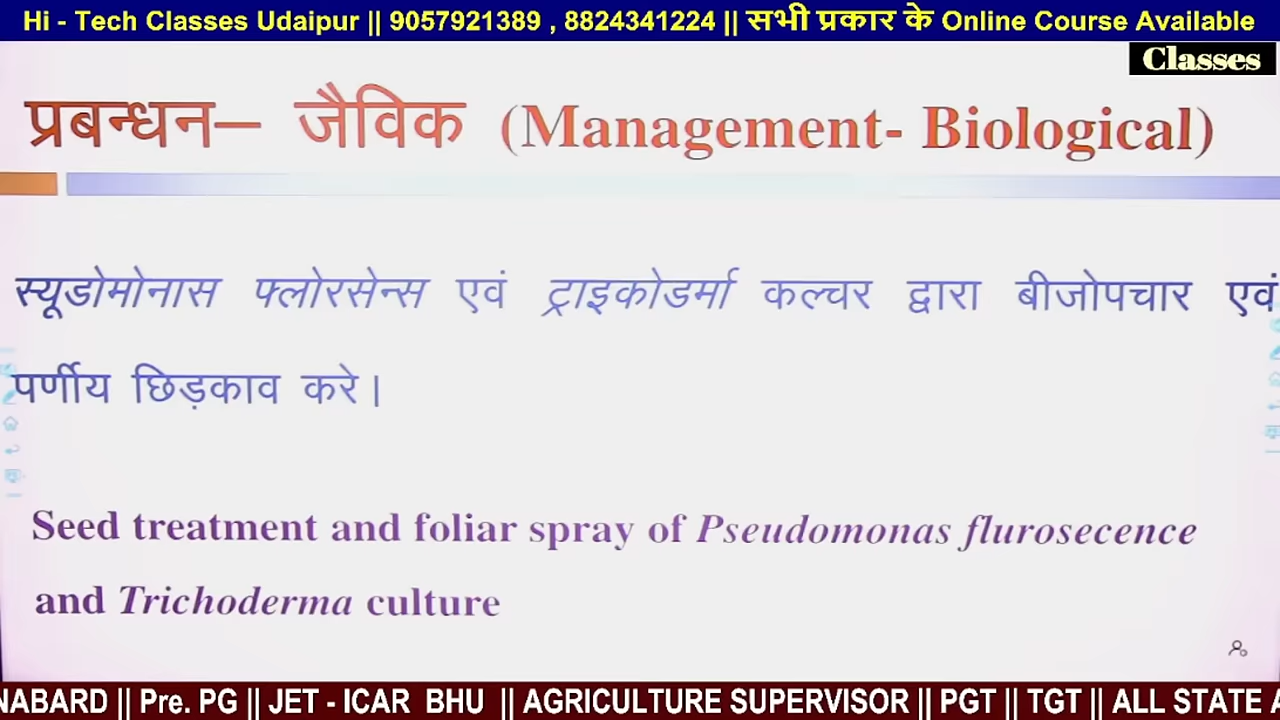 Hi - Tech Classes Udaipur || 9057921389 , 8824341224 || सभी प्रकार के Online Course Available
Classes
प्रबन्धन– जैविक (Management- Biological)
स्यूडोमोनास फ्लोरसेन्स एवं ट्राइकोडर्मा कल्चर द्वारा बीजोपचार एवं
पर्णीय छिड़काव करे।
Seed treatment and foliar spray of Pseudomonas flurosecence
and Trichoderma culture
NABARD || Pre. PG || JET - ICAR BHU || AGRICULTURE SUPERVISOR || PGT || TGT || ALL STATE A